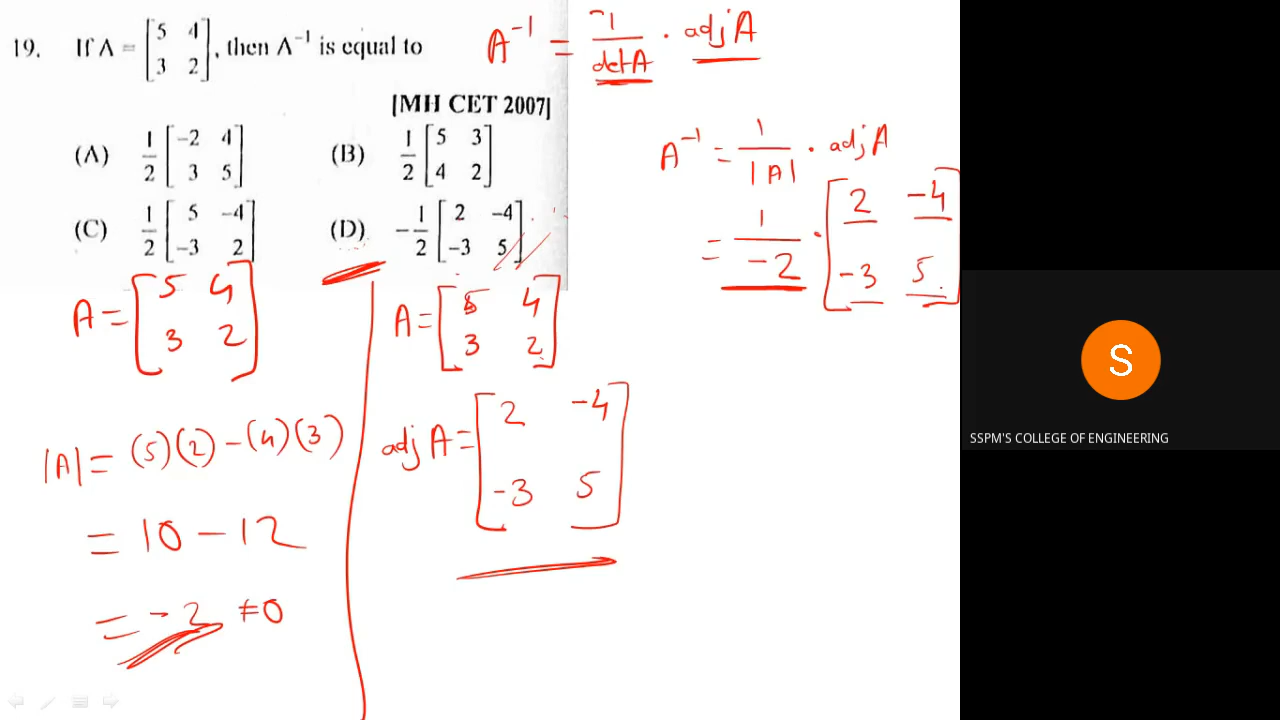 19. If A = [5 4
3 2], then A⁻¹ is equal to
[MH CET 2007]
(A) 1/2 [-2 4
3 5]
(B) 1/2 [5 3
4 2]
(C) 1/2 [5 -4
-3 2]
(D) -1/2 [2 -4
-3 5].
A⁻¹ = 1/detA · adj A
A⁻¹ = 1/|A| · adj A
= 1/-2 · [2 -4
-3 5]
A = [5 4
3 2]
|A| = (5)(2) - (4)(3)
= 10 - 12
= -2 ≠0
A = [5 4
3 2]
adj A = [2 -4
-3 5]
S
SSPM'S COLLEGE OF ENGINEERING